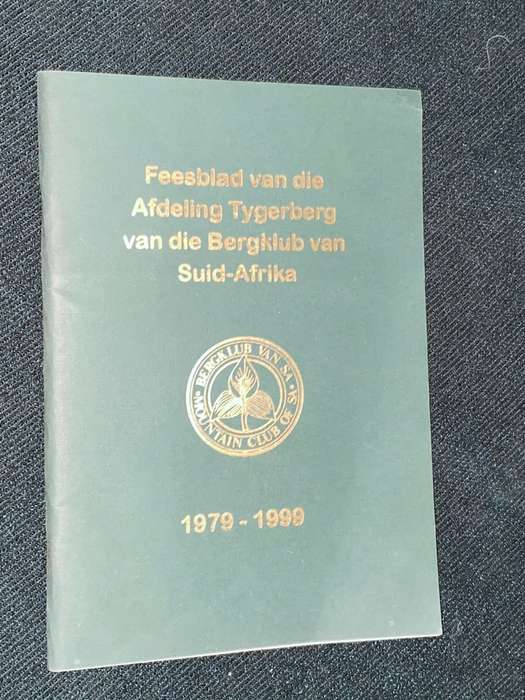 Feesblad van die
Afdeling Tygerberg
van die Bergklub van
Suid-Afrika
BERGKLUB VAN SA
MOUNTAIN CLUB OF SA
1979 - 1999